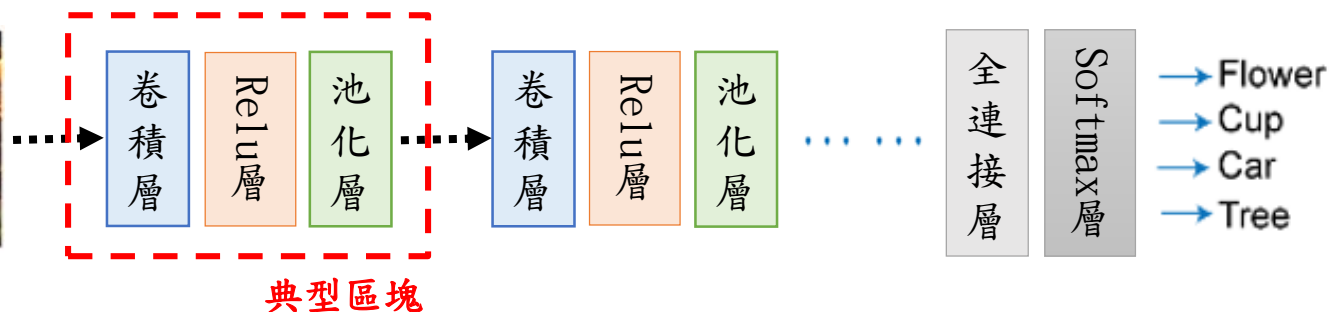 卷積層
Relu層
池化層
卷積層
Relu層
池化層
... ...
全連接層
Softmax層
Flower
Cup
Car
Tree
典型區塊